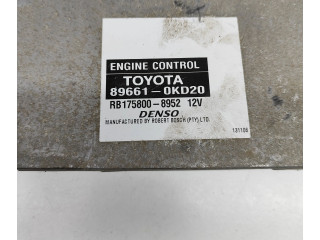 ENGINE CONTROL
TOYOTA
89661-0KD20
RB175800-8952 12V
DENSO
MANUFACTURED BY ROBERT BOSCH (PTY) LTD.
131106